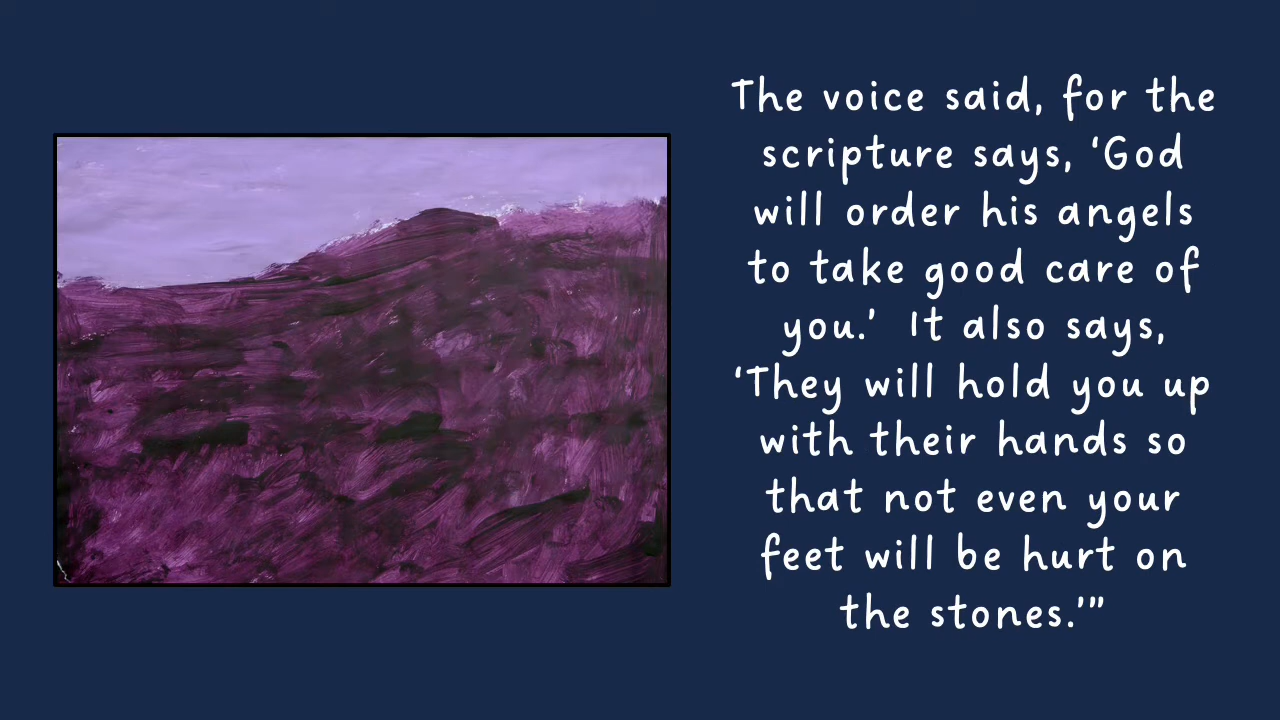 The voice said, for the
scripture says, 'God
will order his angels
to take good care of
you.'  It also says,
'They will hold you up
with their hands so
that not even your
feet will be hurt on
the stones.'"